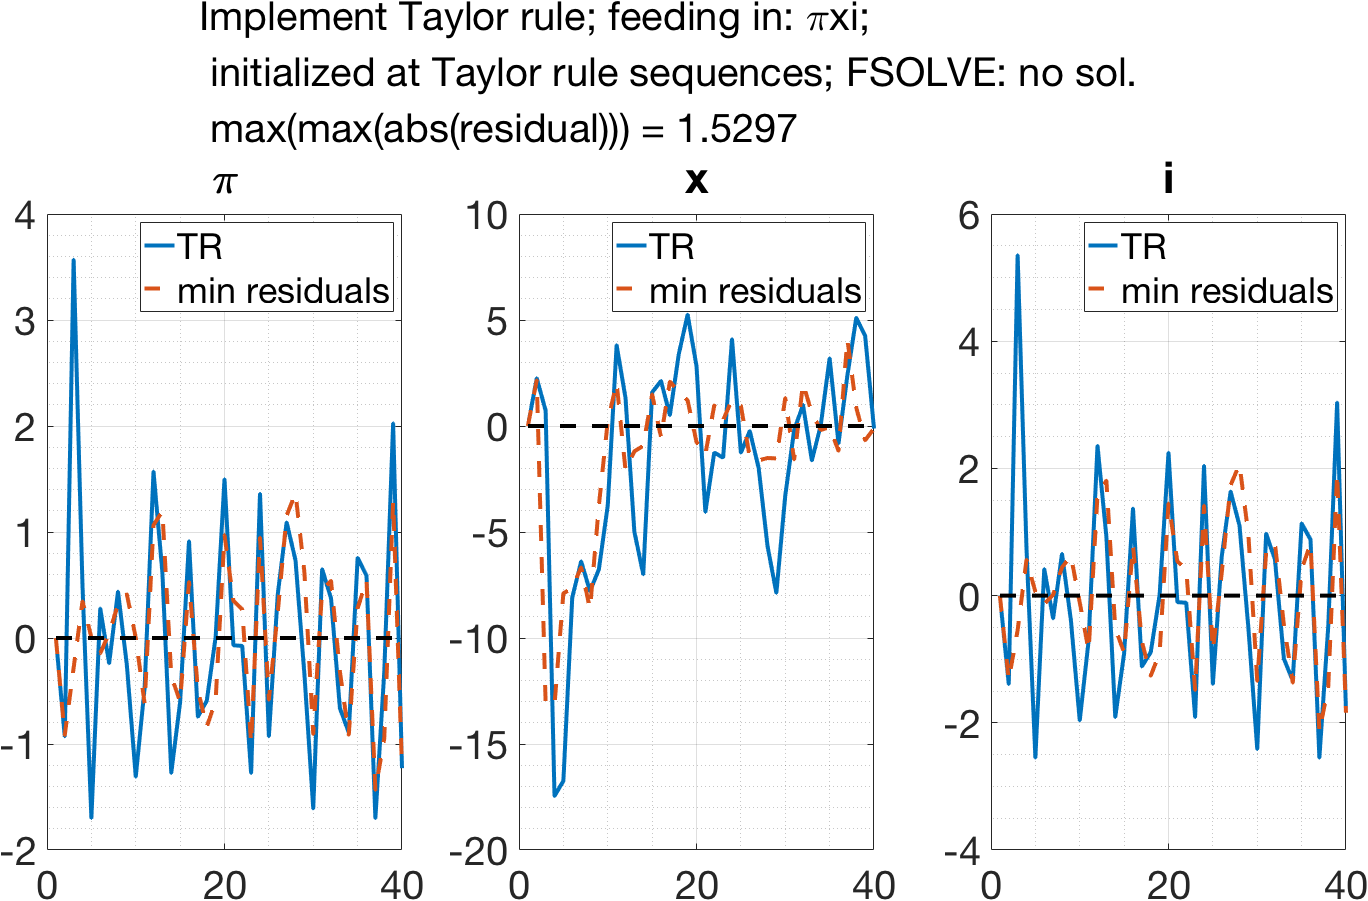 Implement Taylor rule; feeding in: πxi;
initialized at Taylor rule sequences; FSOLVE: no sol.
max(max(abs(residual))) = 1.5297
π
TR
min residuals
4
3
2
1
0
-1
-2
0
20
40
x
TR
min residuals
10
5
0
-5
-10
-15
-20
0
20
40
i
TR
min residuals
6
4
2
0
-2
-4
0
20
40